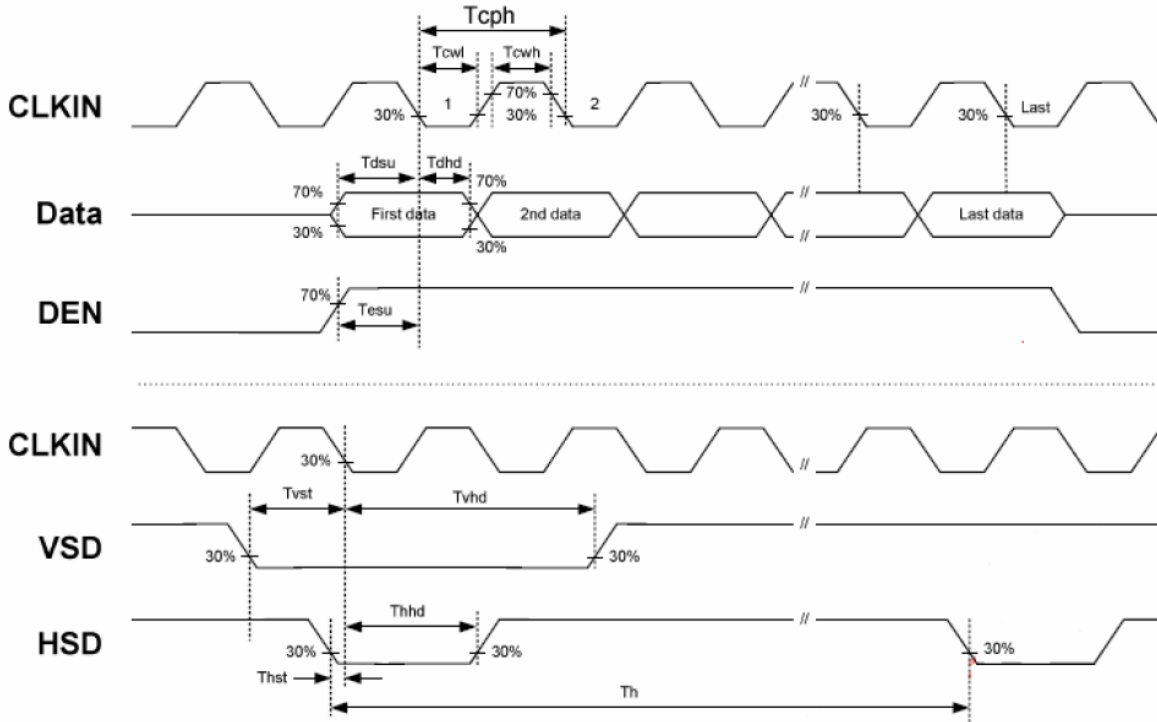 Tcph
Tcwl Tcwh
CLKIN 30% 1 70% 30% 2 // 30% 30% Last
Tdsu Tdhd
70% 70%
Data First data 2nd data // Last data
30% 30%
70% //
DEN Tesu
CLKIN 30% //
Tvst Tvhd
VSD 30% 30% //
Thhd //
HSD 30% 30% 30%
Thst
Th